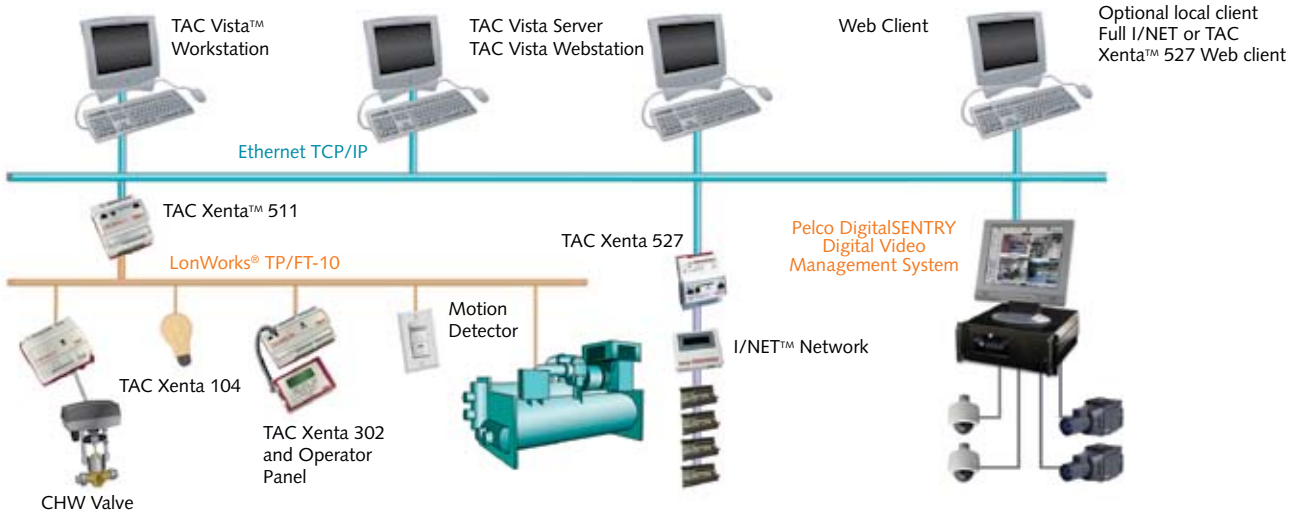 TAC Vista™
Workstation
TAC Vista Server
TAC Vista Webstation
Web Client
Optional local client
Full I/NET or TAC
Xenta™ 527 Web client
Ethernet TCP/IP
TAC Xenta™ 511
LonWorks® TP/FT-10
TAC Xenta 527
Pelco DigitalSENTRY
Digital Video
Management System
Motion
Detector
I/NET™ Network
TAC Xenta 104
TAC Xenta 302
and Operator
Panel
CHW Valve